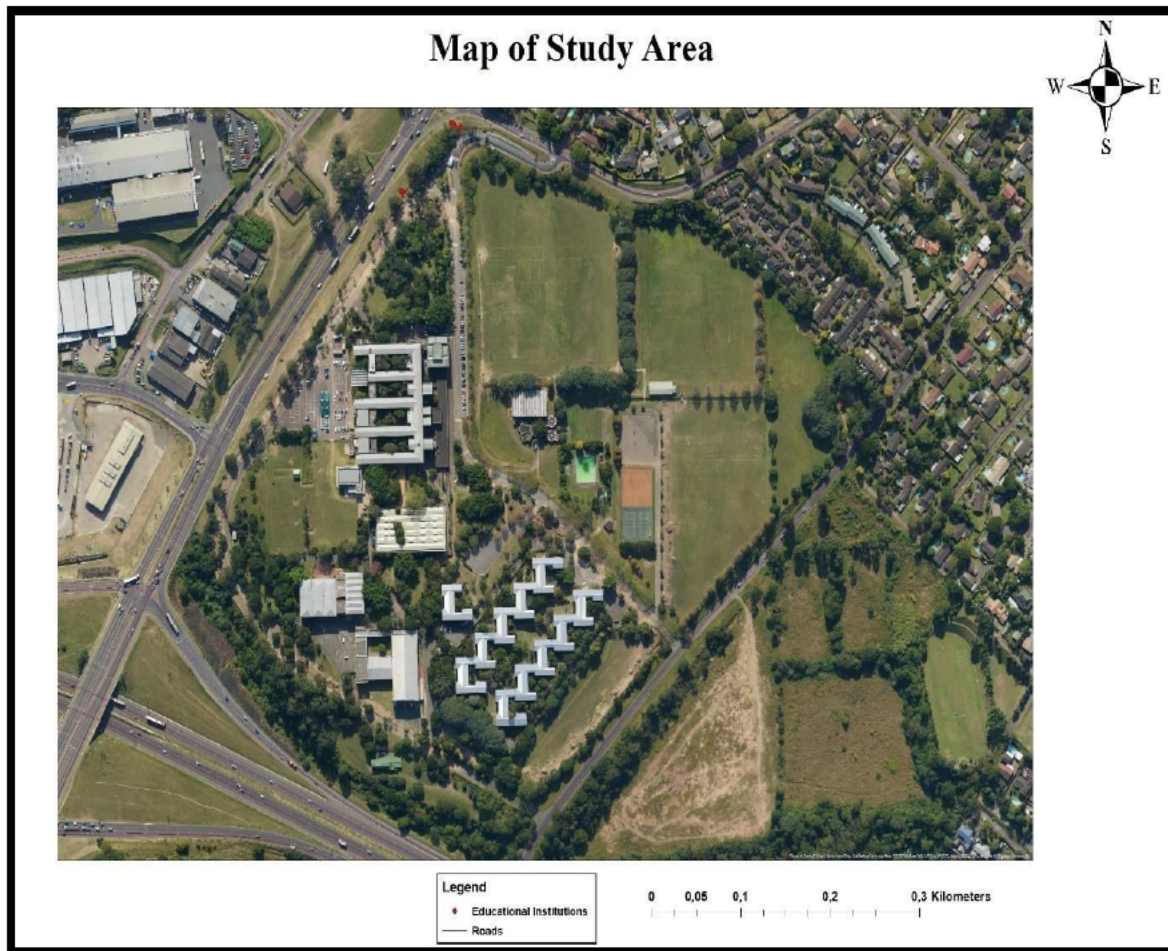 Map of Study Area
N
W
E
S
Legend
Educational Institutions
Roads
0 0,05 0,1 0,2 0,3 Kilometers